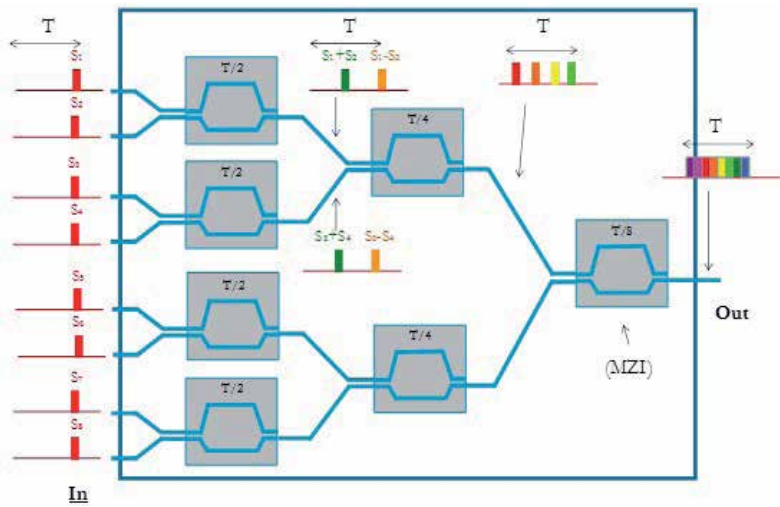 T
S₁
S₂
S₃
S₄
S₅
S₆
S₇
S₈
In
T/2
T/2
T/2
T/2
T
S₁+S₂ S₁-S₂
S₃+S₄ S₃-S₄
T/4
T/4
T
T/8
(MZI)
T
Out